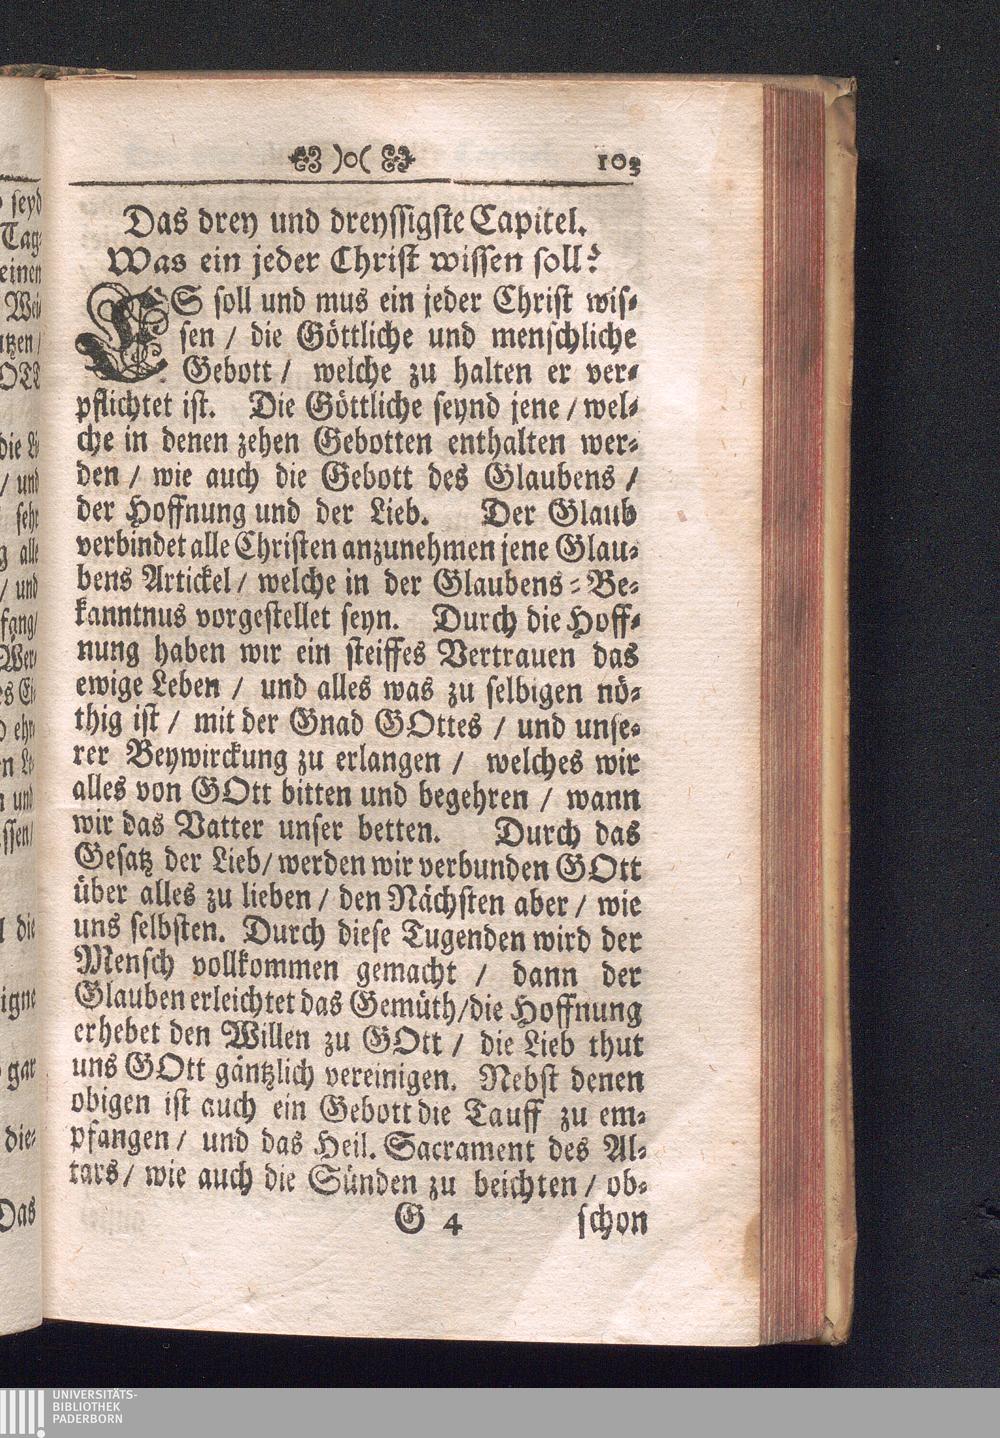 )o( 103
Das drey und dreyssigste Capitel.
Was ein jeder Christ wissen soll?
ES soll und mus ein jeder Christ wis-
sen / die Göttliche und menschliche
Gebott / welche zu halten er ver-
pflichtet ist. Die Göttliche seynd jene / wel-
che in denen zehen Gebotten enthalten wer-
den / wie auch die Gebott des Glaubens /
der Hoffnung und der Lieb. Der Glaub
verbindet alle Christen anzunehmen jene Glau-
bens Artickel / welche in der Glaubens-Be-
kanntnus vorgestellet seyn. Durch die Hoff-
nung haben wir ein steiffes Vertrauen das
ewige Leben / und alles was zu selbigen nö-
thig ist / mit der Gnad GOttes / und unse-
rer Beywirckung zu erlangen / welches wir
alles von GOtt bitten und begehren / wann
wir das Vatter unser betten. Durch das
Gesatz der Lieb / werden wir verbunden GOtt
über alles zu lieben / den Nächsten aber / wie
uns selbsten. Durch diese Tugenden wird der
Mensch vollkommen gemacht / dann der
Glauben erleichtet das Gemüth / die Hoffnung
erhebet den Willen zu GOtt / die Lieb thut
uns GOtt gäntzlich vereinigen. Nebst denen
obigen ist auch ein Gebott die Tauff zu em-
pfangen / und das Heil. Sacrament des Al-
tars / wie auch die Sünden zu beichten / ob-
G 4 schon
UNIVERSITÄTS-
BIBLIOTHEK
PADERBORN